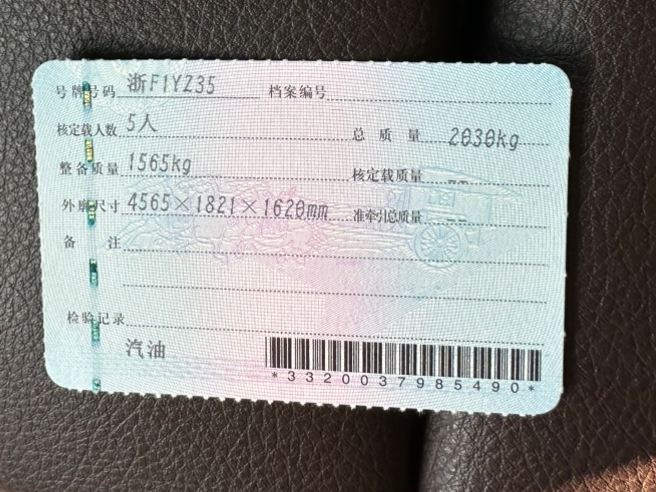 号牌号码 浙F1YZ35 档案编号
核定载人数 5人 总质量 2030kg
整备质量 1565kg 核定载质量 --
外廓尺寸 4565×1821×1620mm 准牵引总质量 --
备注
检验记录
汽油
*3320037985490*